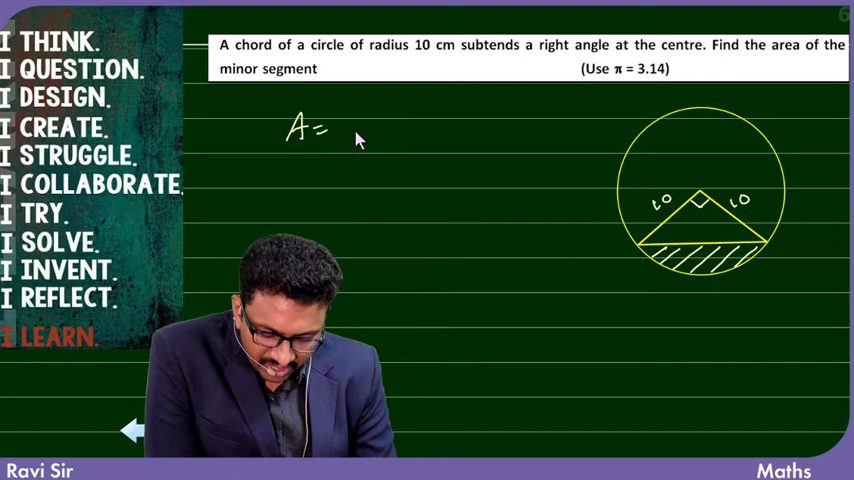 I THINK.
I QUESTION.
I DESIGN.
I CREATE.
I STRUGGLE.
I COLLABORATE.
I TRY.
I SOLVE.
I INVENT.
I REFLECT.
I LEARN.
6
A chord of a circle of radius 10 cm subtends a right angle at the centre. Find the area of the
minor segment (Use π = 3.14)
A =
10 10
Ravi Sir Maths